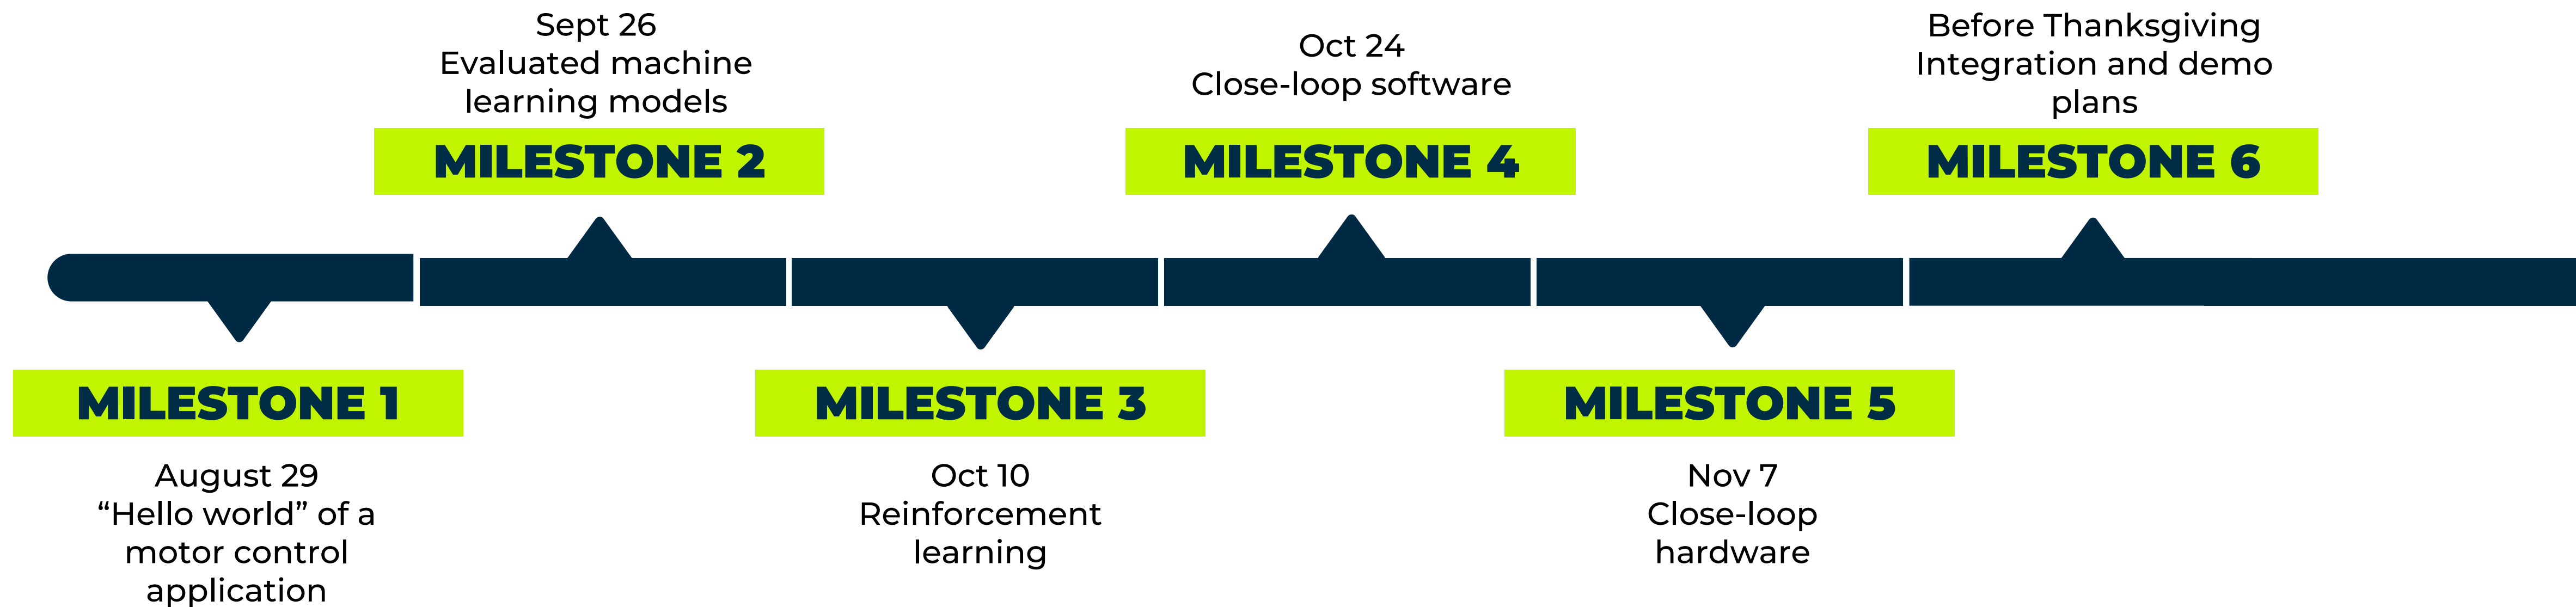 August 29
“Hello world” of a
motor control
application
MILESTONE 1
Sept 26
Evaluated machine
learning models
MILESTONE 2
MILESTONE 3
Oct 10
Reinforcement
learning
Oct 24
Close-loop software
MILESTONE 4
MILESTONE 5
Nov 7
Close-loop
hardware
Before Thanksgiving
Integration and demo
plans
MILESTONE 6